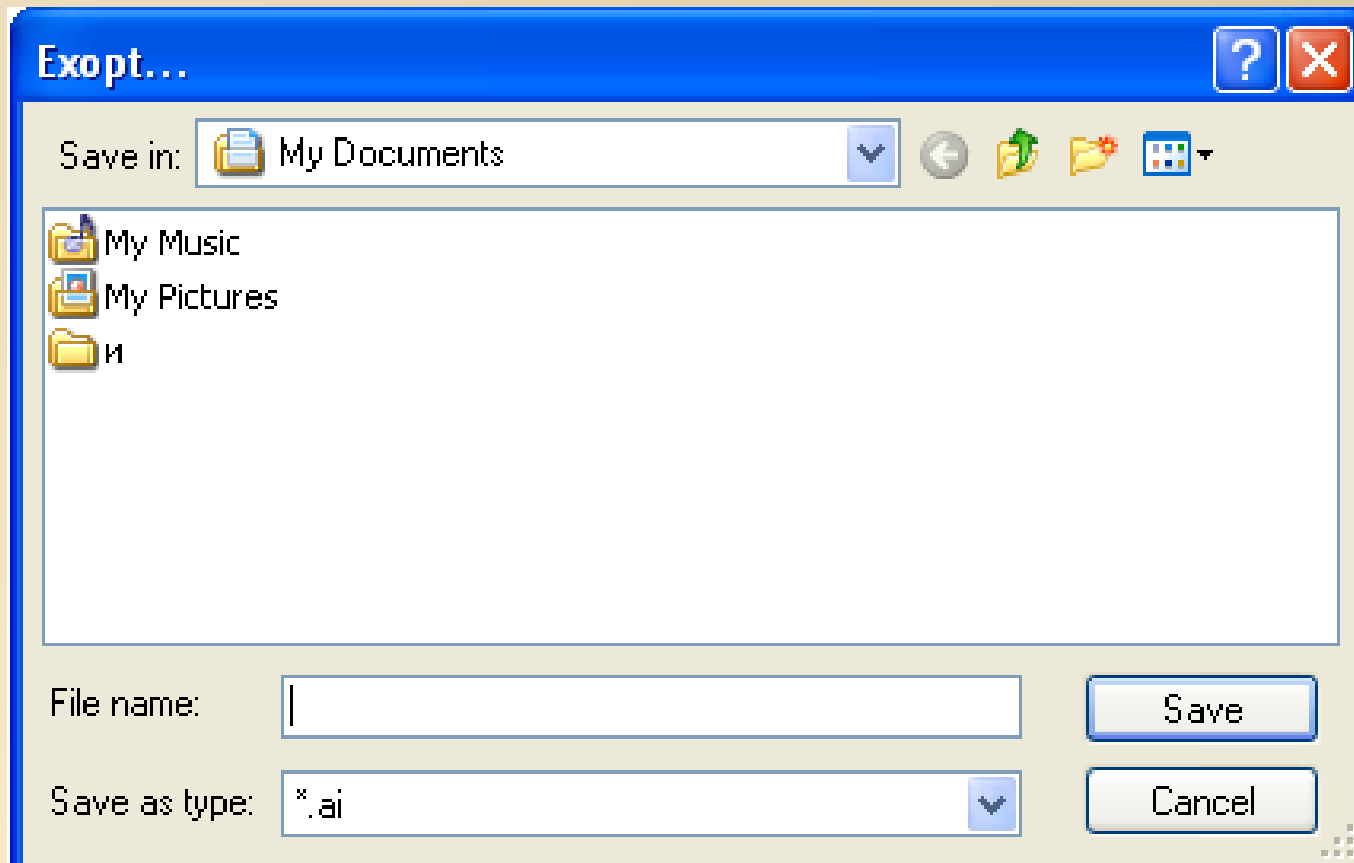 Exopt...
Save in: My Documents
My Music
My Pictures
и
File name:
Save
Save as type: *.ai
Cancel